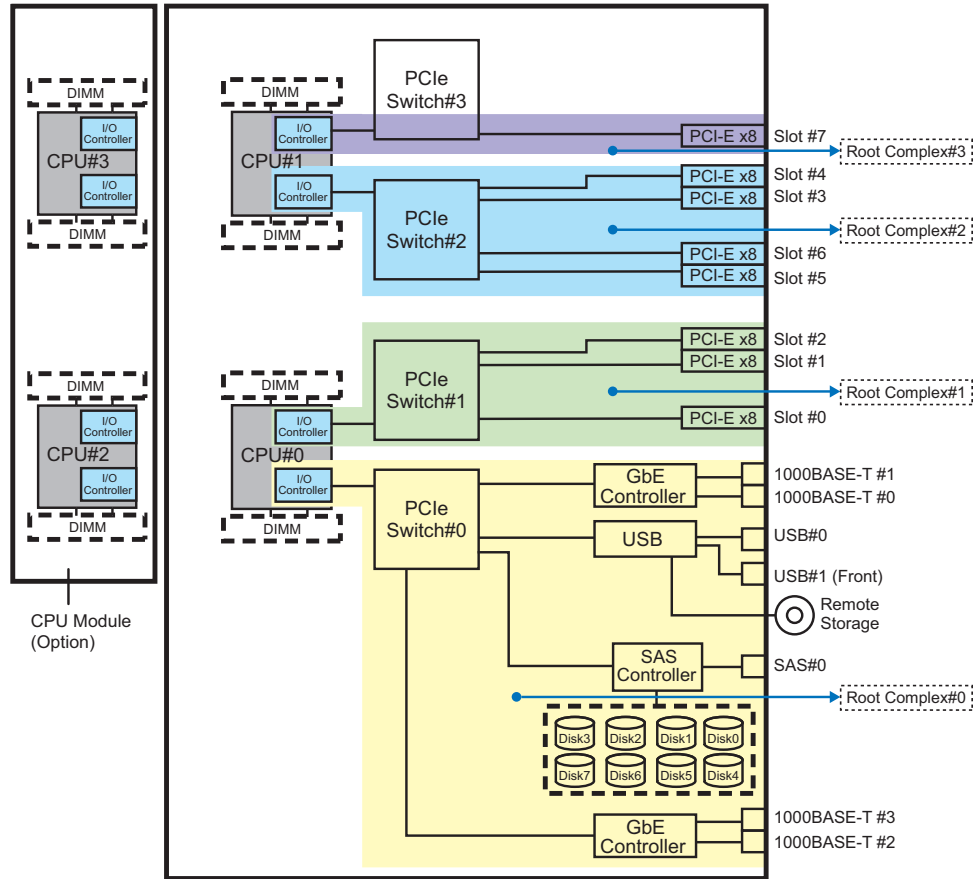 DIMM
I/O
Controller
CPU#3
I/O
Controller
DIMM
DIMM
I/O
Controller
CPU#2
I/O
Controller
DIMM
CPU Module
(Option)
DIMM
I/O
Controller
CPU#1
I/O
Controller
DIMM
DIMM
I/O
Controller
CPU#0
I/O
Controller
DIMM
PCIe
Switch#3
PCI-E x8 Slot #7
Root Complex#3
PCIe
Switch#2
PCI-E x8 Slot #4
PCI-E x8 Slot #3
Root Complex#2
PCI-E x8 Slot #6
PCI-E x8 Slot #5
PCIe
Switch#1
PCI-E x8 Slot #2
PCI-E x8 Slot #1
Root Complex#1
PCI-E x8 Slot #0
PCIe
Switch#0
GbE
Controller
1000BASE-T #1
1000BASE-T #0
USB
USB#0
USB#1 (Front)
Remote
Storage
SAS
Controller
SAS#0
Root Complex#0
Disk3 Disk2 Disk1 Disk0
Disk7 Disk6 Disk5 Disk4
GbE
Controller
1000BASE-T #3
1000BASE-T #2